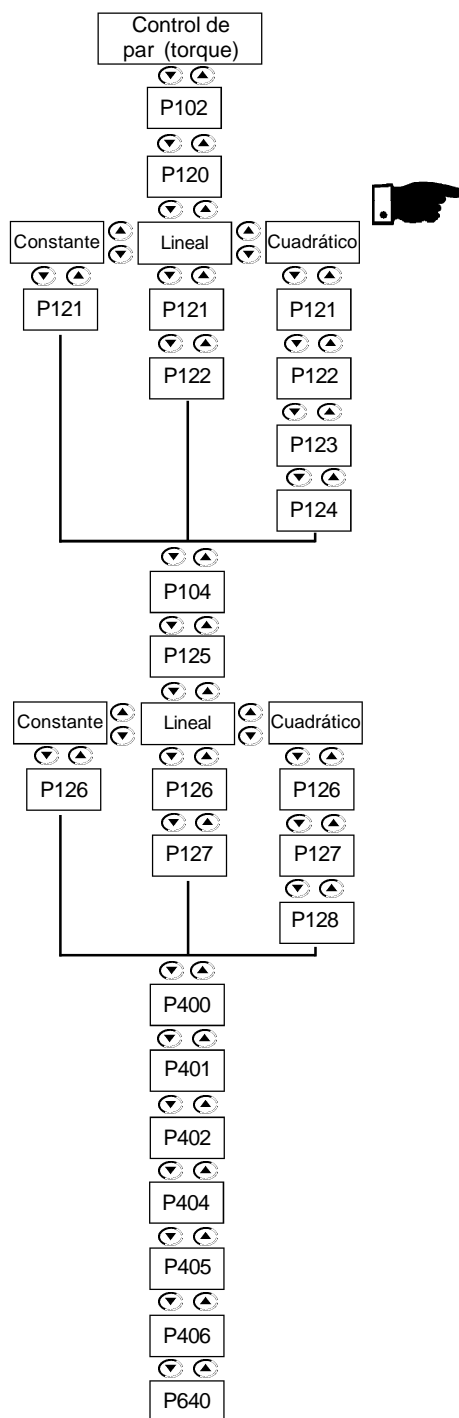 Control de
par (torque)
P102
P120
Constante
Lineal
Cuadrático
P121
P121
P121
P122
P122
P123
P124
P104
P125
Constante
Lineal
Cuadrático
P126
P126
P126
P127
P127
P128
P400
P401
P402
P404
P405
P406
P640